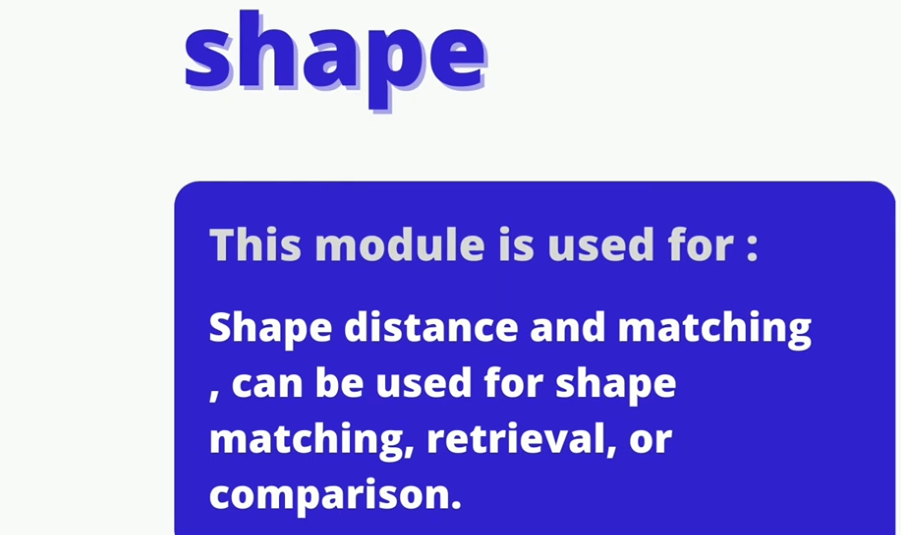 shape
This module is used for :
Shape distance and matching
, can be used for shape
matching, retrieval, or
comparison.